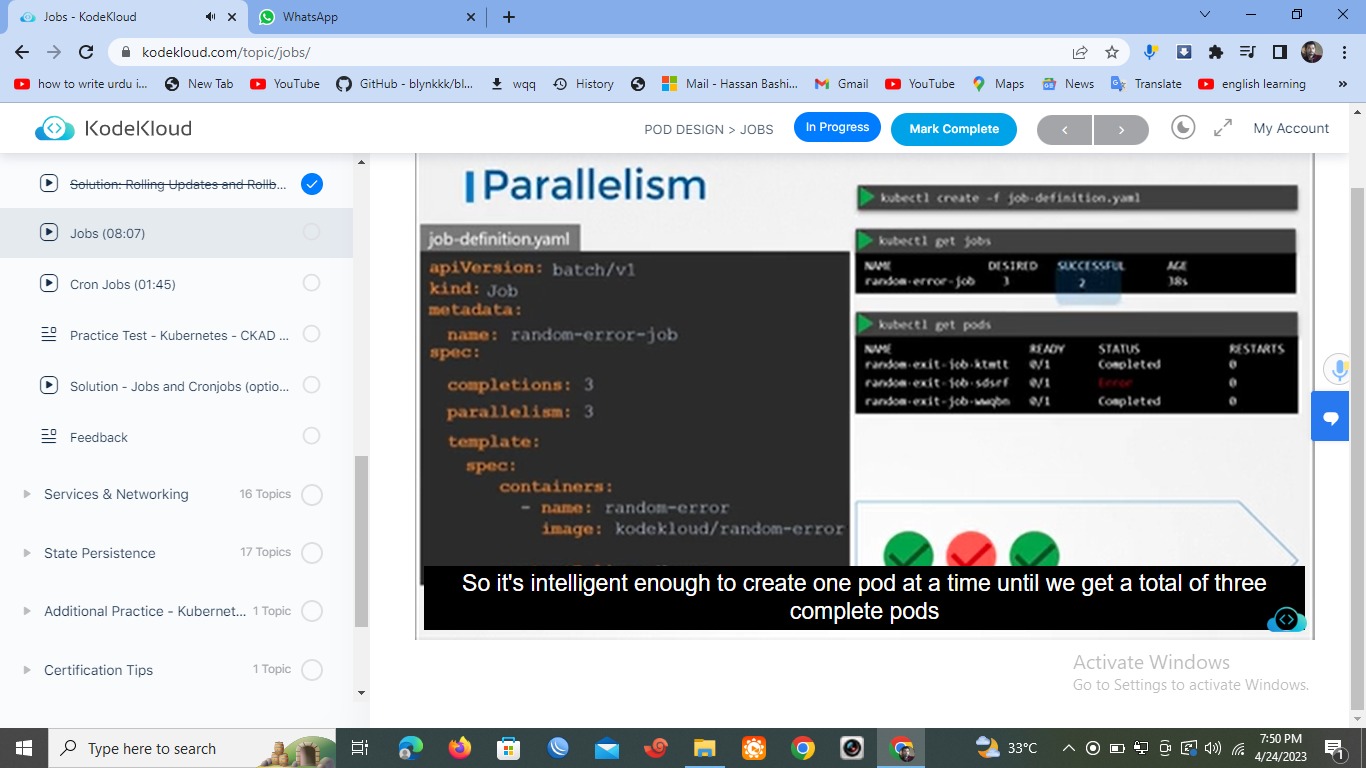 Jobs - KodeKloud
WhatsApp
kodekloud.com/topic/jobs/
how to write urdu i...
New Tab
YouTube
GitHub - blynkkk/bl...
wqq
History
Mail - Hassan Bashi...
Gmail
YouTube
Maps
News
Translate
english learning
KodeKloud
POD DESIGN > JOBS
In Progress
Mark Complete
My Account
Solution: Rolling Updates and Rollb...
Jobs (08:07)
Cron Jobs (01:45)
Practice Test - Kubernetes - CKAD ...
Solution - Jobs and Cronjobs (optio...
Feedback
Services & Networking 16 Topics
State Persistence 17 Topics
Additional Practice - Kubernet... 1 Topic
Certification Tips 1 Topic
Parallelism
job-definition.yaml
apiVersion: batch/v1
kind: Job
metadata:
name: random-error-job
spec:
completions: 3
parallelism: 3
template:
spec:
containers:
- name: random-error
image: kodekloud/random-error
kubectl create -f job-definition.yaml
kubectl get jobs
NAME DESIRED SUCCESSFUL AGE
random-error-job 3 2 38s
kubectl get pods
NAME READY STATUS RESTARTS
random-exit-job-ktmtt 0/1 Completed 0
random-exit-job-sdsrf 0/1 Error 0
random-exit-job-wwqbn 0/1 Completed 0
So it's intelligent enough to create one pod at a time until we get a total of three
complete pods
Activate Windows
Go to Settings to activate Windows.
Type here to search
33°C
7:50 PM
4/24/2023
1